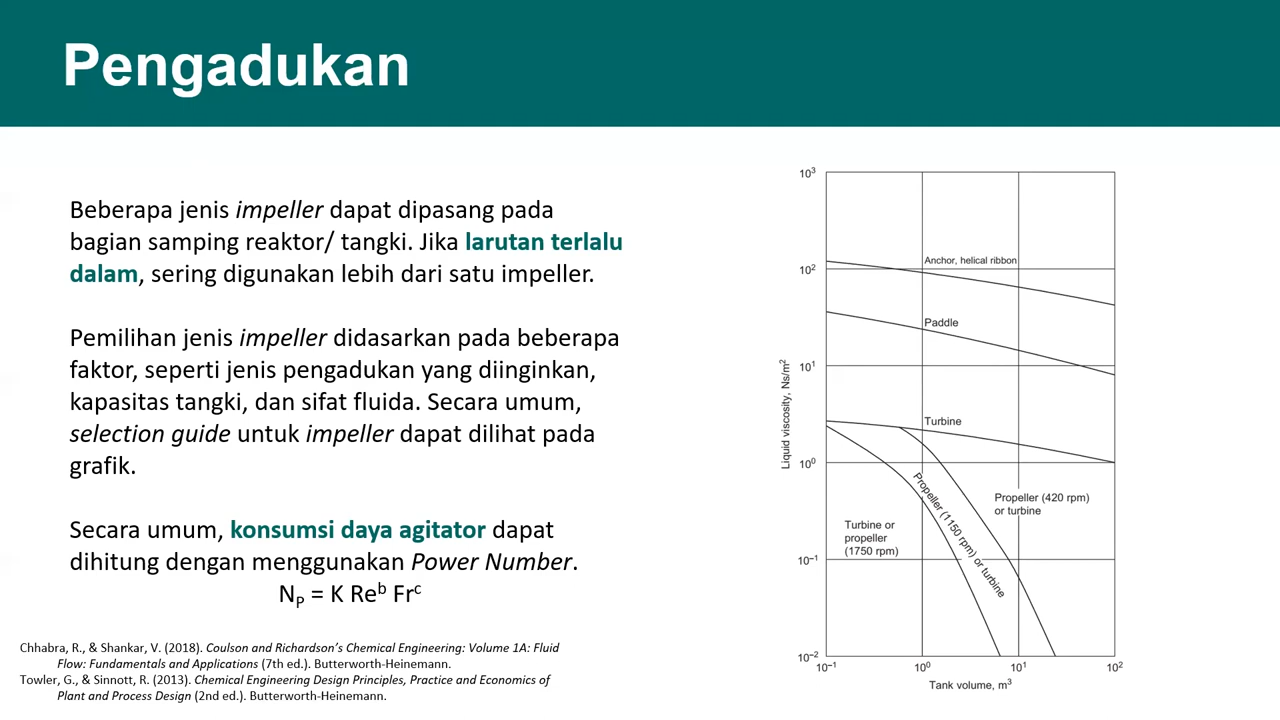 Pengadukan
Beberapa jenis impeller dapat dipasang pada
bagian samping reaktor/ tangki. Jika larutan terlalu
dalam, sering digunakan lebih dari satu impeller.
Pemilihan jenis impeller didasarkan pada beberapa
faktor, seperti jenis pengadukan yang diinginkan,
kapasitas tangki, dan sifat fluida. Secara umum,
selection guide untuk impeller dapat dilihat pada
grafik.
Secara umum, konsumsi daya agitator dapat
dihitung dengan menggunakan Power Number.
Nₚ = K Reᵇ Frᶜ
Chhabra, R., & Shankar, V. (2018). Coulson and Richardson’s Chemical Engineering: Volume 1A: Fluid
Flow: Fundamentals and Applications (7th ed.). Butterworth-Heinemann.
Towler, G., & Sinnott, R. (2013). Chemical Engineering Design Principles, Practice and Economics of
Plant and Process Design (2nd ed.). Butterworth-Heinemann.
Liquid viscosity, Ns/m²
10³
10²
10¹
10⁰
10⁻¹
10⁻²
Anchor, helical ribbon
Paddle
Turbine
Propeller (1150 rpm) or turbine
Propeller (420 rpm)
or turbine
Turbine or
propeller
(1750 rpm)
10⁻¹ 10⁰ 10¹ 10²
Tank volume, m³